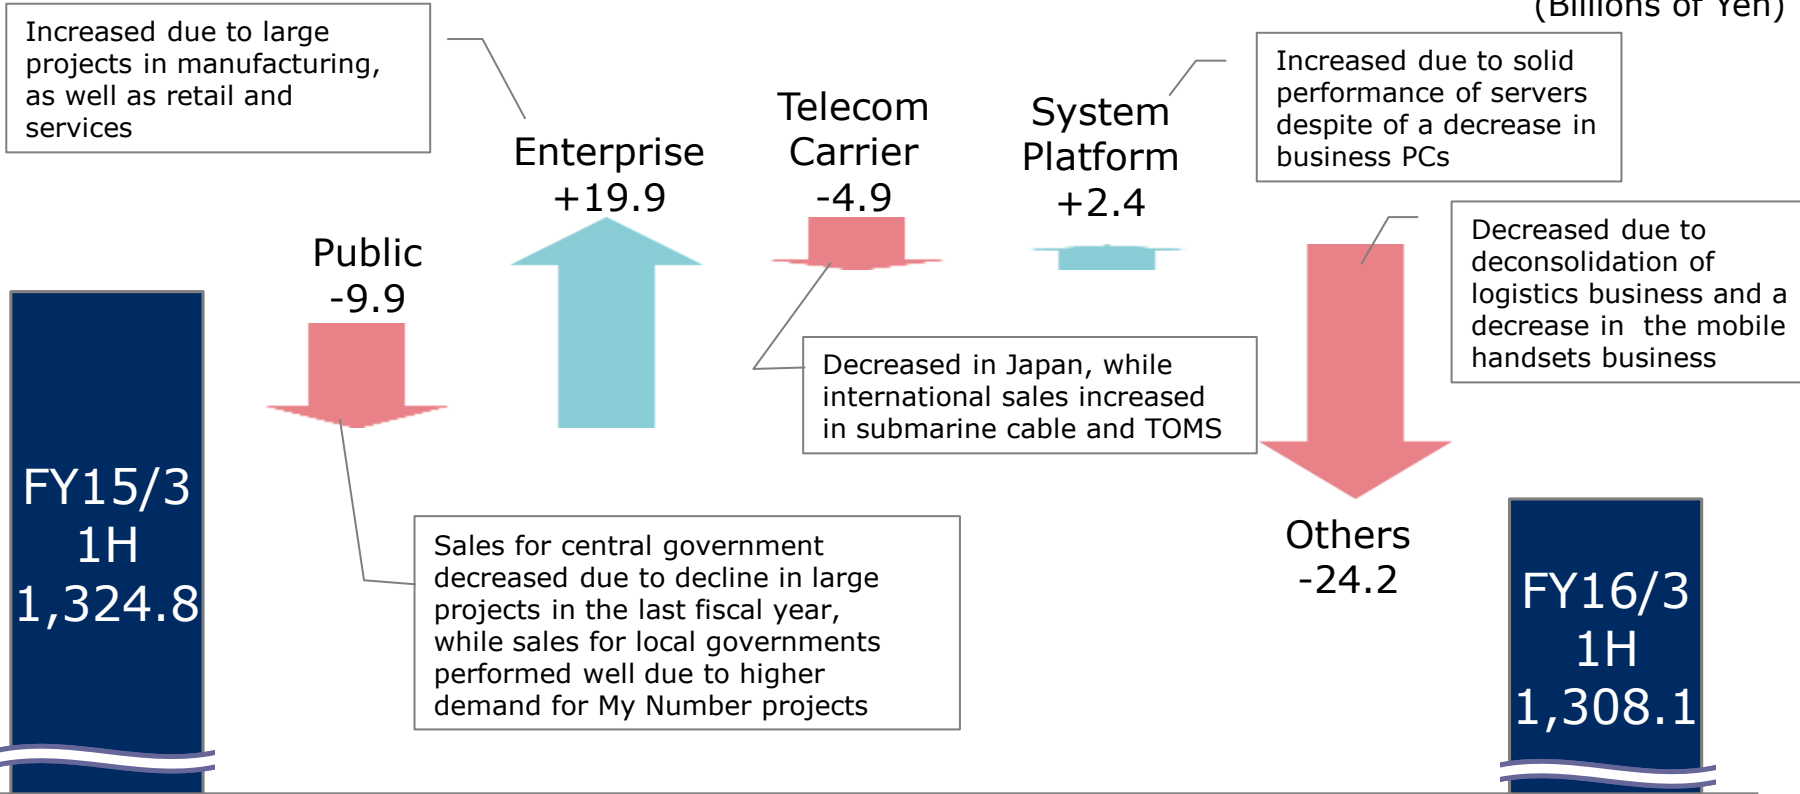 (Billions of Yen)
Increased due to large
projects in manufacturing,
as well as retail and
services
Enterprise
+19.9
Telecom
Carrier
-4.9
System
Platform
+2.4
Increased due to solid
performance of servers
despite of a decrease in
business PCs
Public
-9.9
Decreased due to
deconsolidation of
logistics business and a
decrease in the mobile
handsets business
Decreased in Japan, while
international sales increased
in submarine cable and TOMS
FY15/3
1H
1,324.8
Sales for central government
decreased due to decline in large
projects in the last fiscal year,
while sales for local governments
performed well due to higher
demand for My Number projects
Others
-24.2
FY16/3
1H
1,308.1